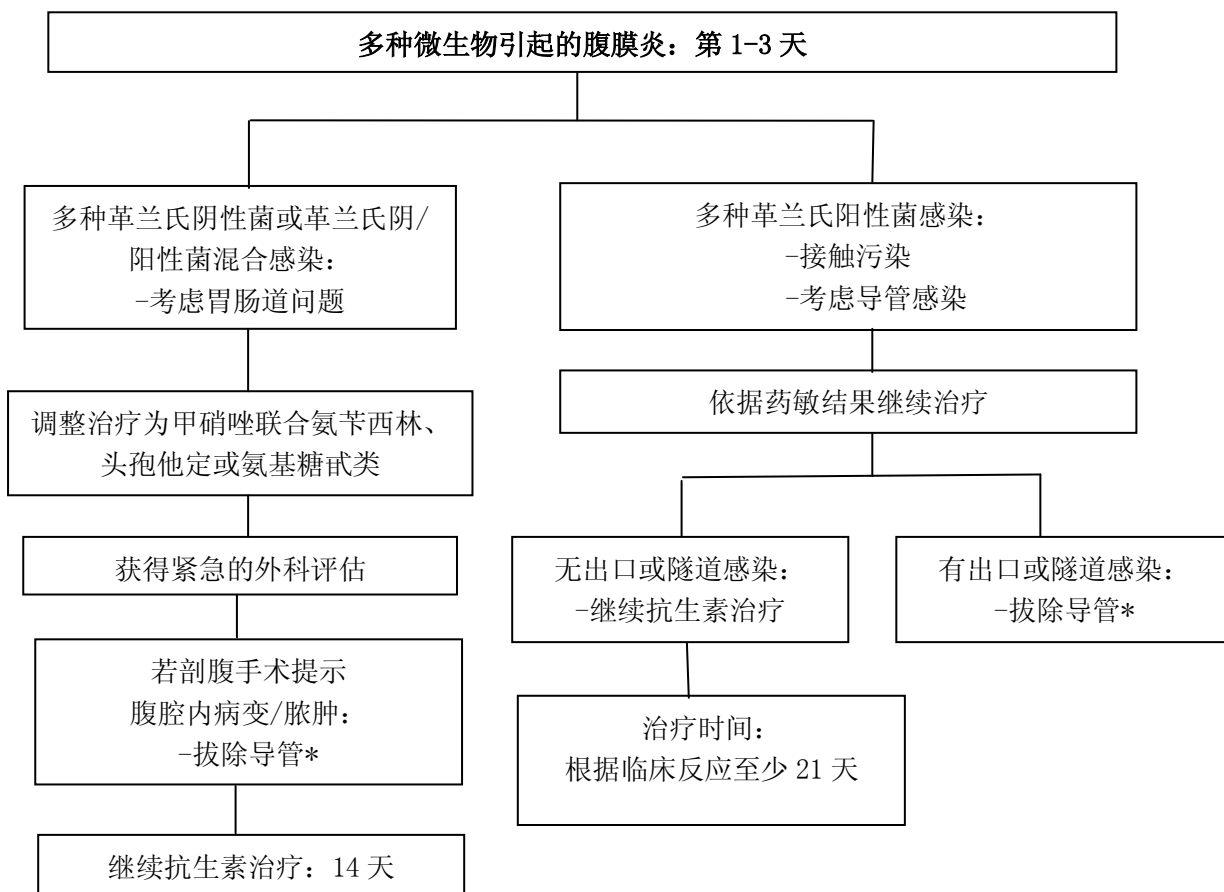 多种微生物引起的腹膜炎：第 1-3 天
多种革兰氏阴性菌或革兰氏阴/
阳性菌混合感染：
-考虑胃肠道问题
调整治疗为甲硝唑联合氨苄西林、
头孢他定或氨基糖甙类
获得紧急的外科评估
若剖腹手术提示
腹腔内病变/脓肿：
-拔除导管*
继续抗生素治疗：14 天
多种革兰氏阳性菌感染：
-接触污染
-考虑导管感染
依据药敏结果继续治疗
无出口或隧道感染：
-继续抗生素治疗
治疗时间：
根据临床反应至少 21 天
有出口或隧道感染：
-拔除导管*